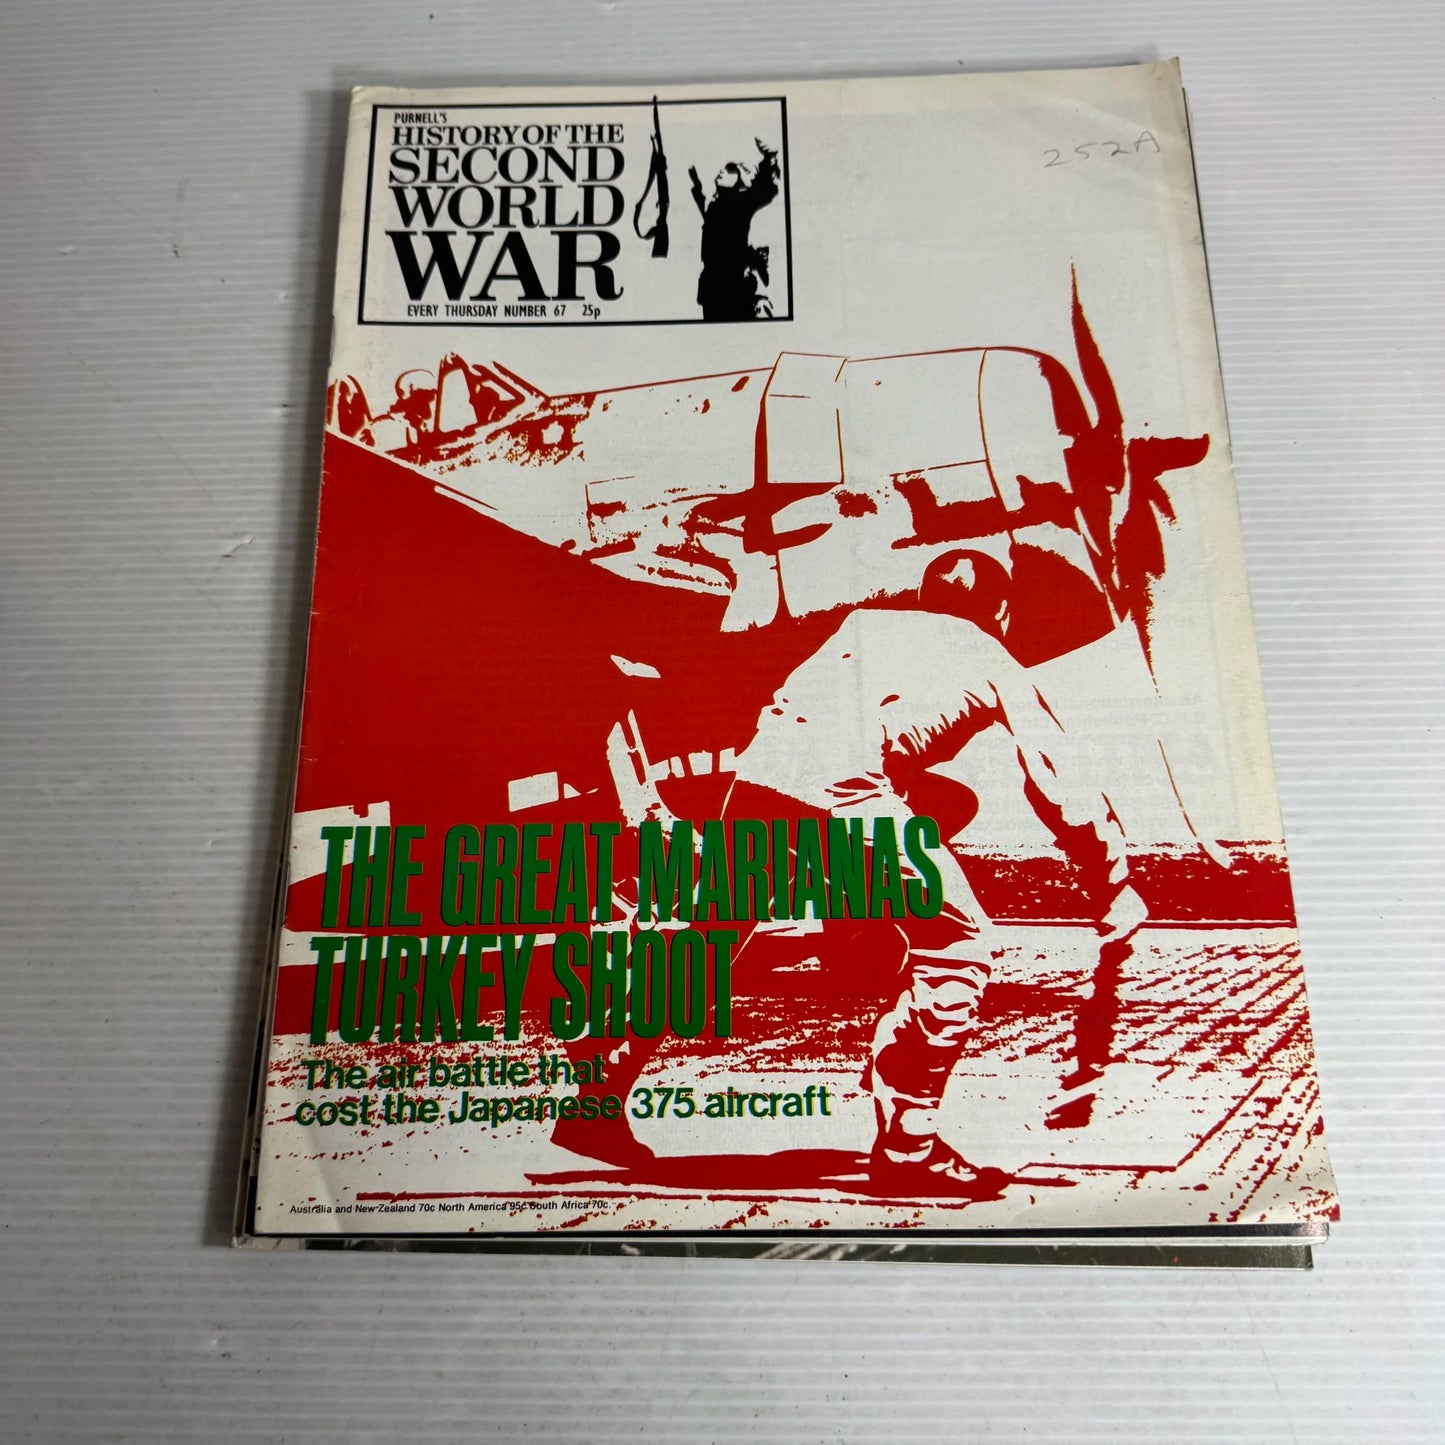 PURNELL'S
HISTORY OF THE
SECOND
WORLD
WAR
EVERY THURSDAY NUMBER 67 25p
252A
THE GREAT MARIANAS
TURKEY SHOOT
The air battle that
cost the Japanese 375 aircraft
Australia and New Zealand 70c North America 95c South Africa 70c.